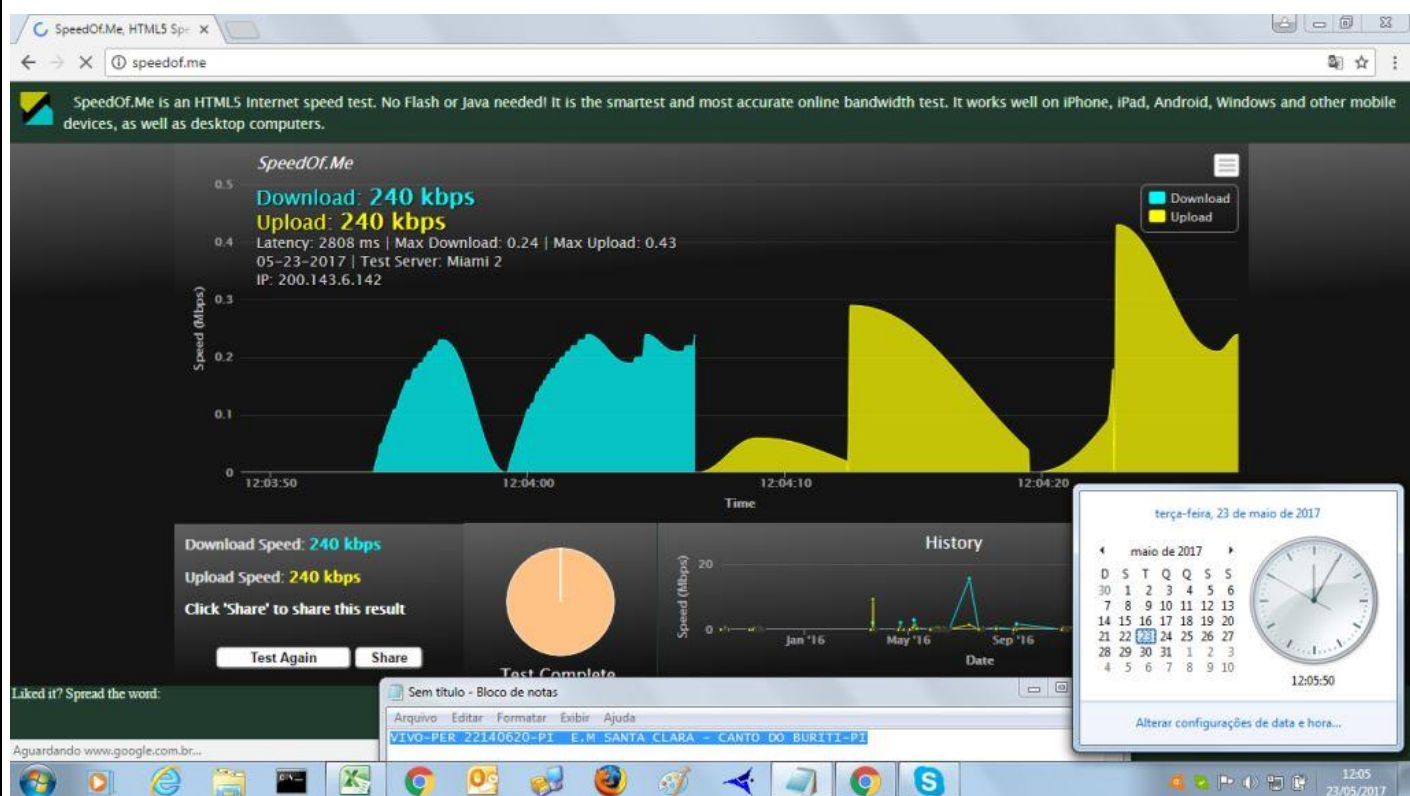 SpeedOf.Me, HTML5 Spe
speedof.me
SpeedOf.Me is an HTML5 Internet speed test. No Flash or Java needed! It is the smartest and most accurate online bandwidth test. It works well on iPhone, iPad, Android, Windows and other mobile
devices, as well as desktop computers.
SpeedOf.Me
Download: 240 kbps
Upload: 240 kbps
Latency: 2808 ms | Max Download: 0.24 | Max Upload: 0.43
05-23-2017 | Test Server: Miami 2
IP: 200.143.6.142
Download
Upload
Speed (Mbps)
0.5
0.4
0.3
0.2
0.1
0
12:03:50 12:04:00 12:04:10 12:04:20
Time
Download Speed: 240 kbps
Upload Speed: 240 kbps
Click 'Share' to share this result
Test Again Share
Test Complete
History
Speed (Mbps)
20
0
Jan '16 May '16 Sep '16
Date
terça-feira, 23 de maio de 2017
maio de 2017
D S T Q Q S S
30 1 2 3 4 5 6
7 8 9 10 11 12 13
14 15 16 17 18 19 20
21 22 23 24 25 26 27
28 29 30 31 1 2 3
4 5 6 7 8 9 10
12:05:50
Alterar configurações de data e hora...
Liked it? Spread the word:
Sem título - Bloco de notas
Arquivo Editar Formatar Exibir Ajuda
VIVO-PER 22140620-PI E.M SANTA CLARA - CANTO DO BURITI-PI
Aguardando www.google.com.br...
12:05
23/05/2017